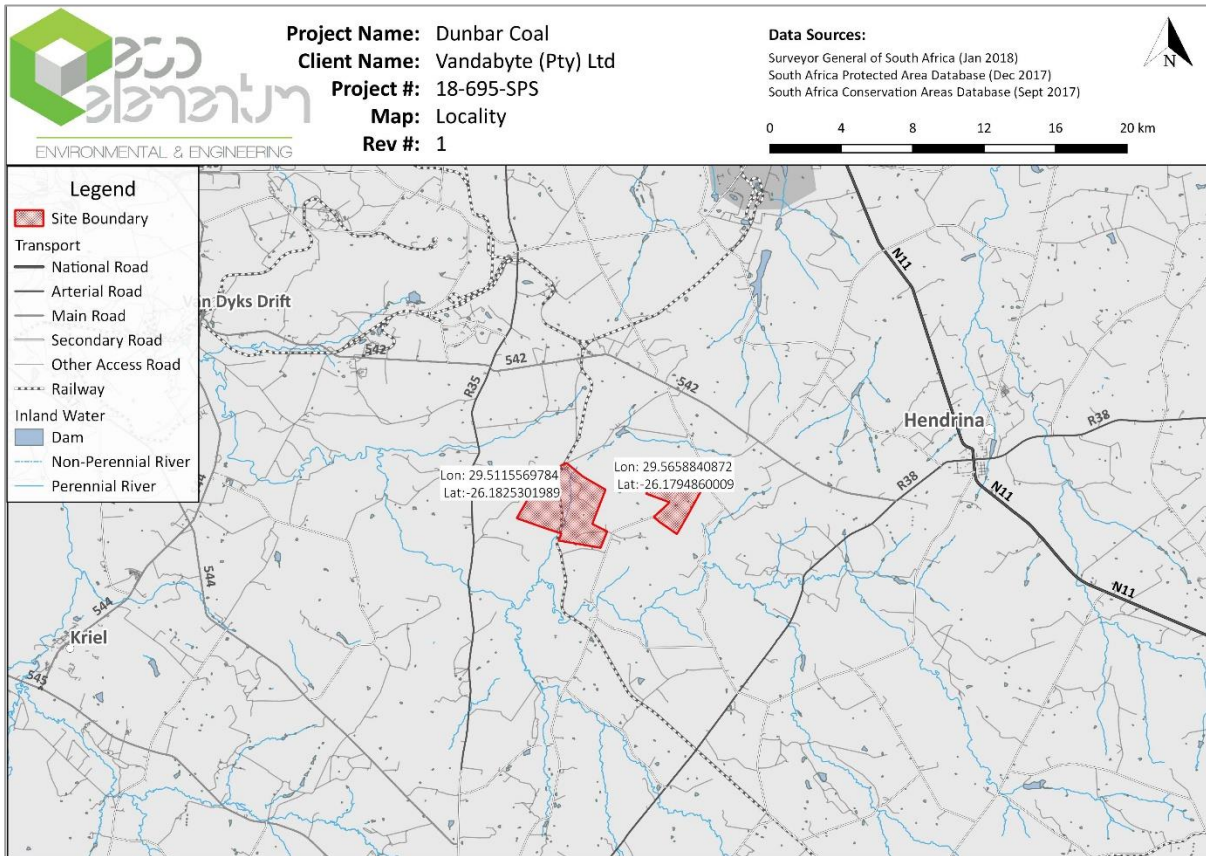 eco
elementum
ENVIRONMENTAL & ENGINEERING
Project Name: Dunbar Coal
Client Name: Vandabyte (Pty) Ltd
Project #: 18-695-SPS
Map: Locality
Rev #: 1
Data Sources:
Surveyor General of South Africa (Jan 2018)
South Africa Protected Area Database (Dec 2017)
South Africa Conservation Areas Database (Sept 2017)
N
0 4 8 12 16 20 km
Legend
Site Boundary
Transport
National Road
Arterial Road
Main Road
Secondary Road
Other Access Road
Railway
Inland Water
Dam
Non-Perennial River
Perennial River
N11
Van Dyks Drift
542
542
542
R35
Hendrina
R38
Lon: 29.5115569784
Lat:-26.1825301989
Lon: 29.5658840872
Lat:-26.1794860009
R38
N11
N11
544
544
544
Kriel
545